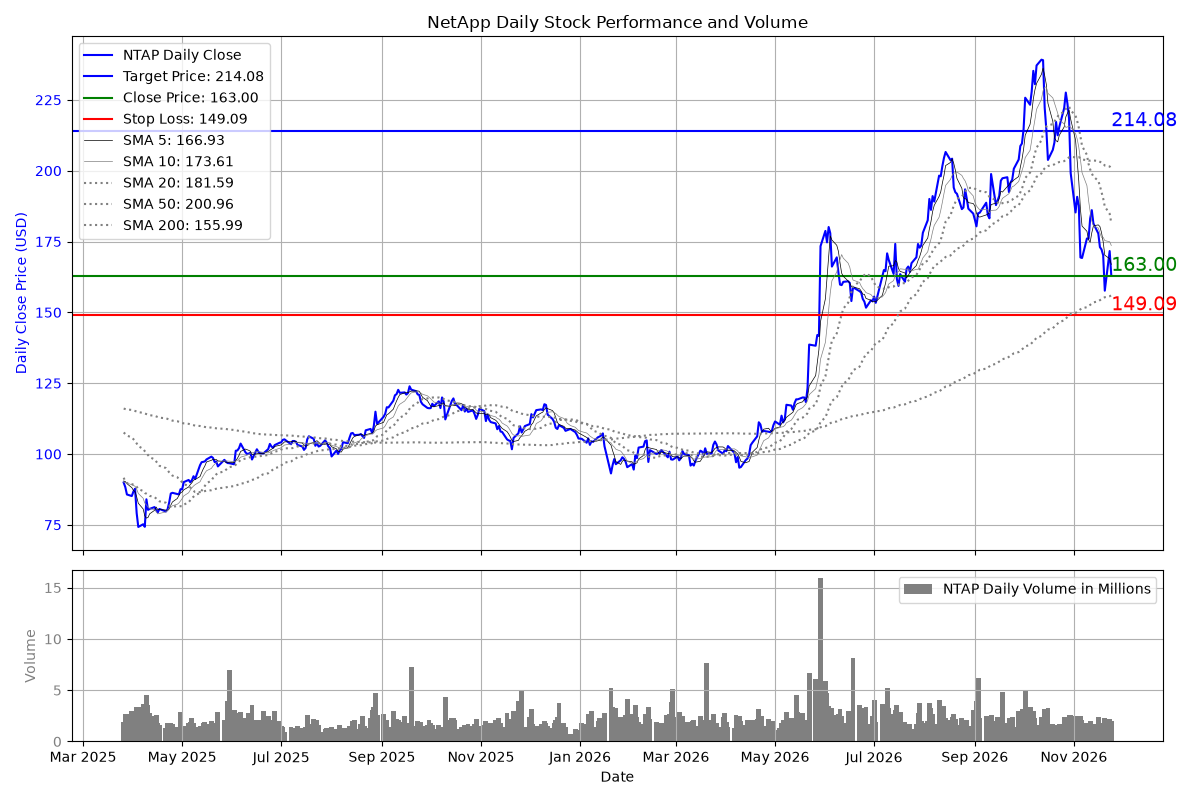 NetApp Daily Stock Performance and Volume
NTAP Daily Close
Target Price: 214.08
Close Price: 163.00
Stop Loss: 149.09
SMA 5: 166.93
SMA 10: 173.61
SMA 20: 181.59
SMA 50: 200.96
SMA 200: 155.99
225
200
175
150
125
100
75
Daily Close Price (USD)
214.08
163.00
149.09
NTAP Daily Volume in Millions
15
10
5
0
Volume
Mar 2025
May 2025
Jul 2025
Sep 2025
Nov 2025
Jan 2026
Mar 2026
May 2026
Jul 2026
Sep 2026
Nov 2026
Date